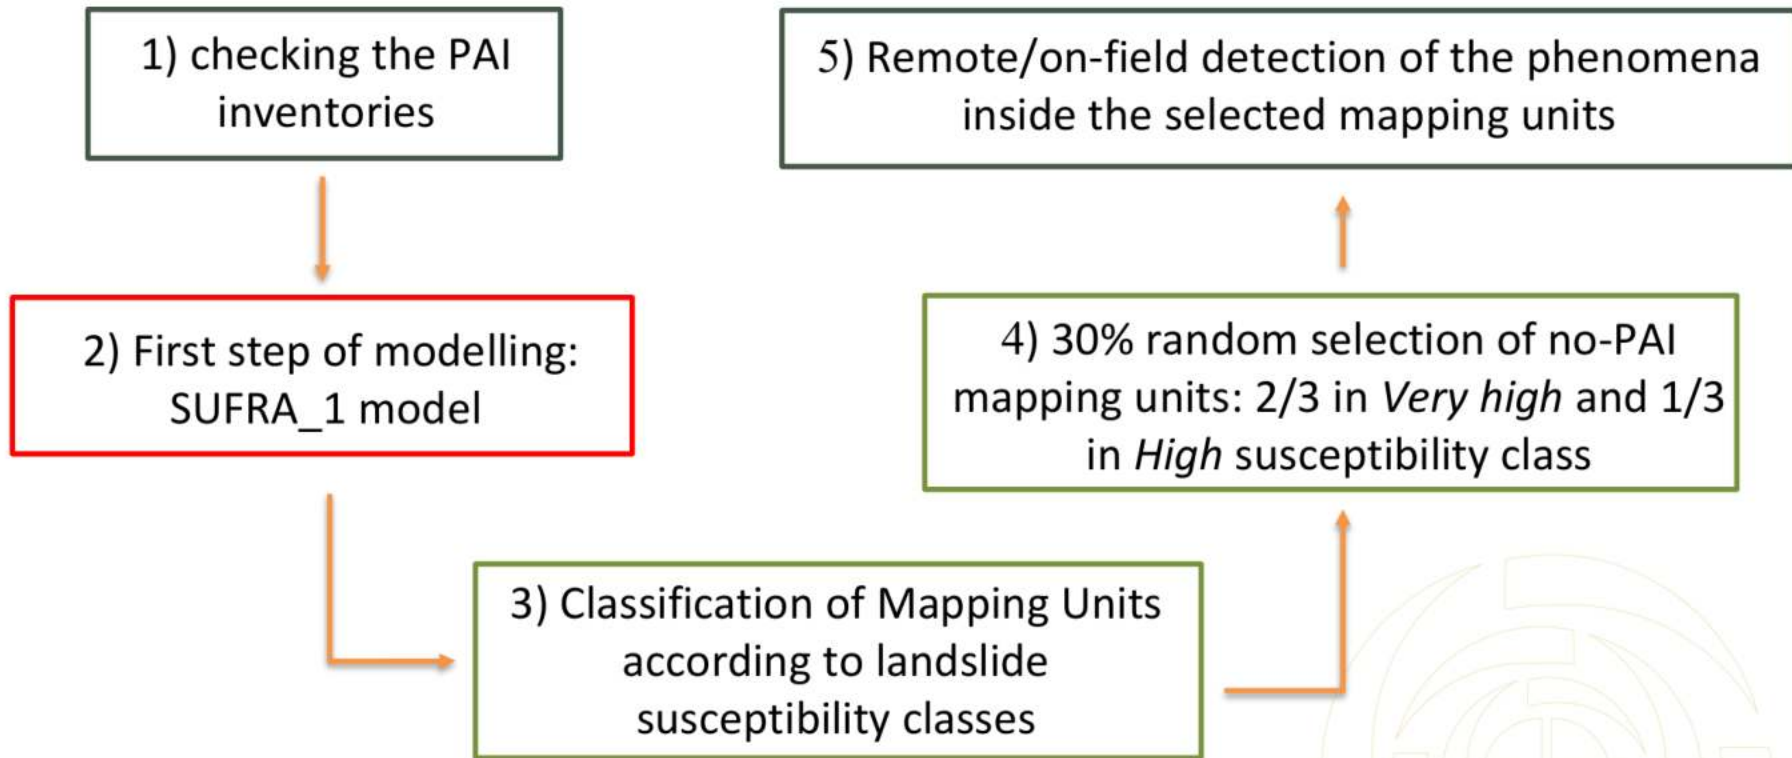 1) checking the PAI
inventories
2) First step of modelling:
SUFRA_1 model
3) Classification of Mapping Units
according to landslide
susceptibility classes
4) 30% random selection of no-PAI
mapping units: 2/3 in Very high and 1/3
in High susceptibility class
5) Remote/on-field detection of the phenomena
inside the selected mapping units